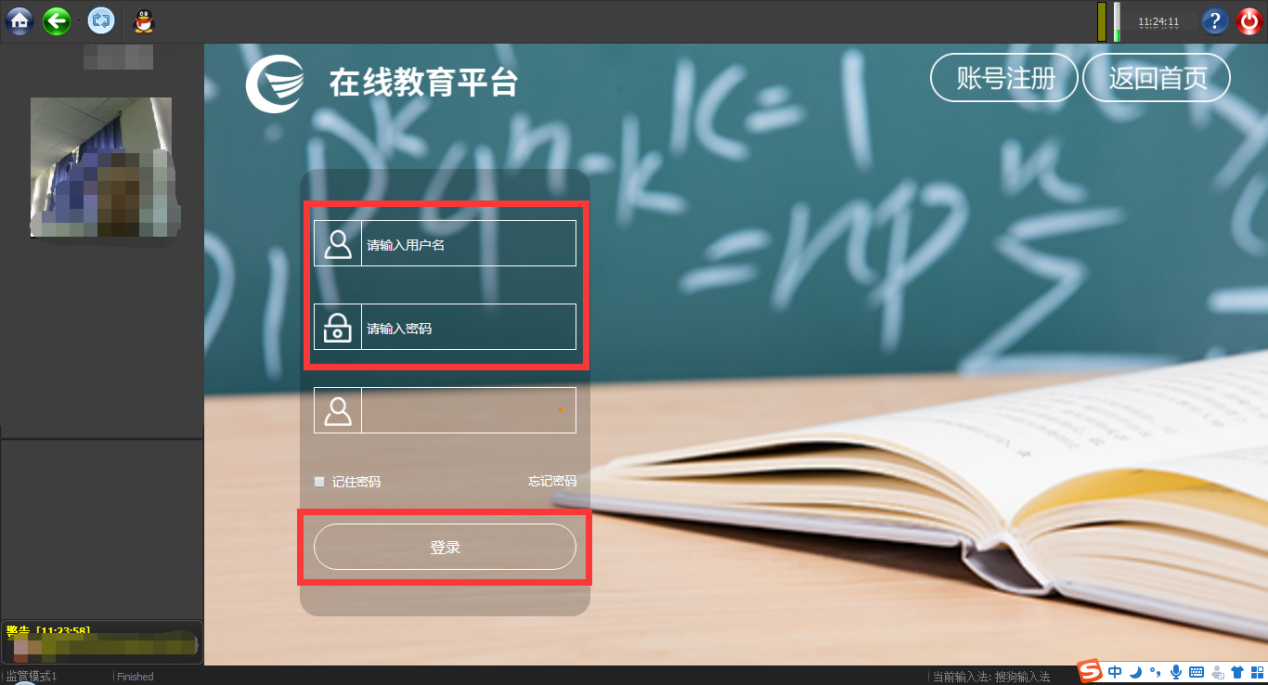 11:24:11
在线教育平台
账号注册
返回首页
请输入用户名
请输入密码
记住密码
忘记密码
登录
警告 [11:23:58]
监管模式1
Finished
当前输入法: 搜狗输入法
中